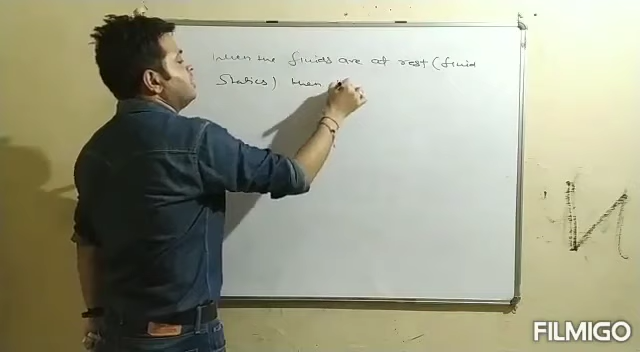 When the fluids are at rest (fluid
Statics) then
N
FILMIGO